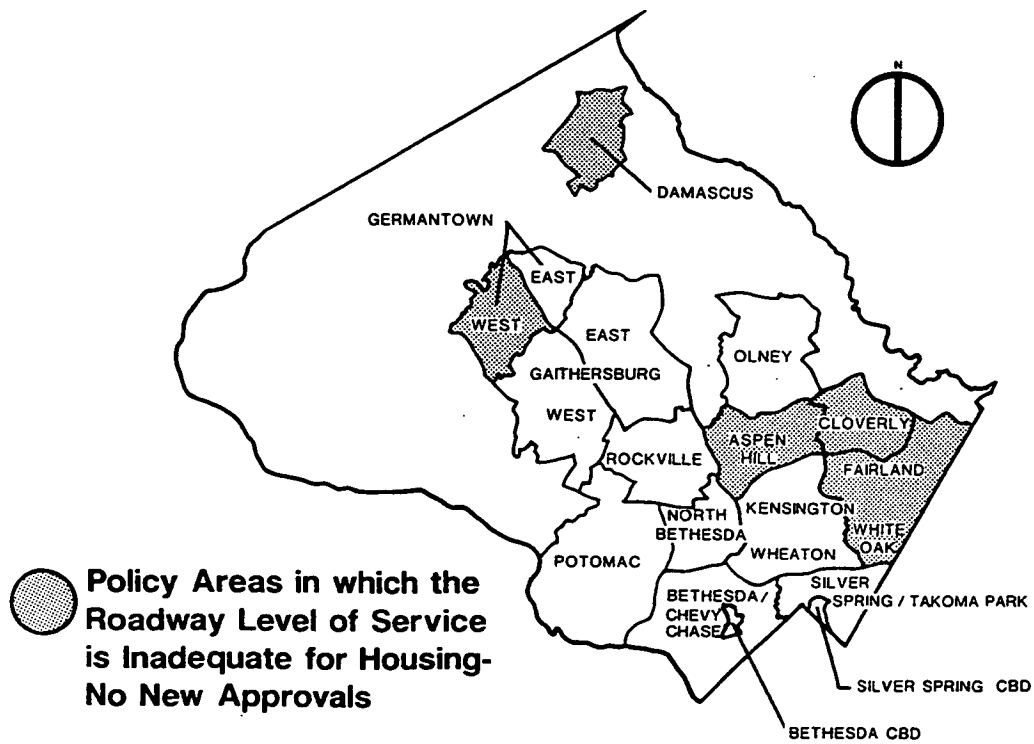 N
DAMASCUS
GERMANTOWN
EAST
WEST
EAST
OLNEY
GAITHERSBURG
WEST
CLOVERLY
ASPEN
HILL
ROCKVILLE
FAIRLAND
KENSINGTON
NORTH
BETHESDA
WHITE
OAK
WHEATON
POTOMAC
SILVER
SPRING / TAKOMA PARK
BETHESDA /
CHEVY
CHASE
SILVER SPRING CBD
BETHESDA CBD
Policy Areas in which the
Roadway Level of Service
is Inadequate for Housing-
No New Approvals